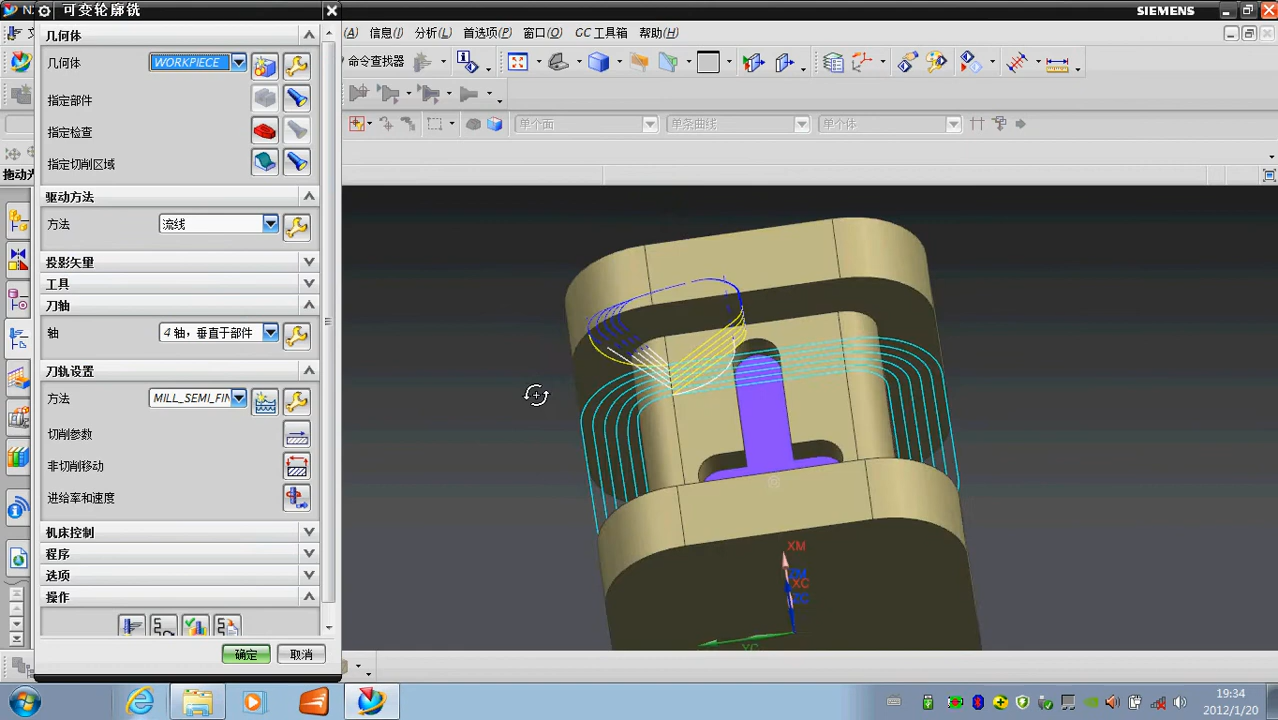 可变轮廓铣
SIEMENS
几何体
(A) 信息(I) 分析(L) 首选项(P) 窗口(O) CC 工具箱 帮助(H)
几何体 WORKPIECE
命令查找器
指定部件
指定检查
单个面 单条曲线 单个体
指定切削区域
驱动方法
方法 流线
投影矢量
工具
刀轴
轴 4 轴，垂直于部件
刀轨设置
方法 MILL_SEMI_FIN
切削参数
非切削移动
进给率和速度
机床控制
程序
选项
操作
XM
XM
XC
ZC
YC
确定 取消
19:34
2012/1/20